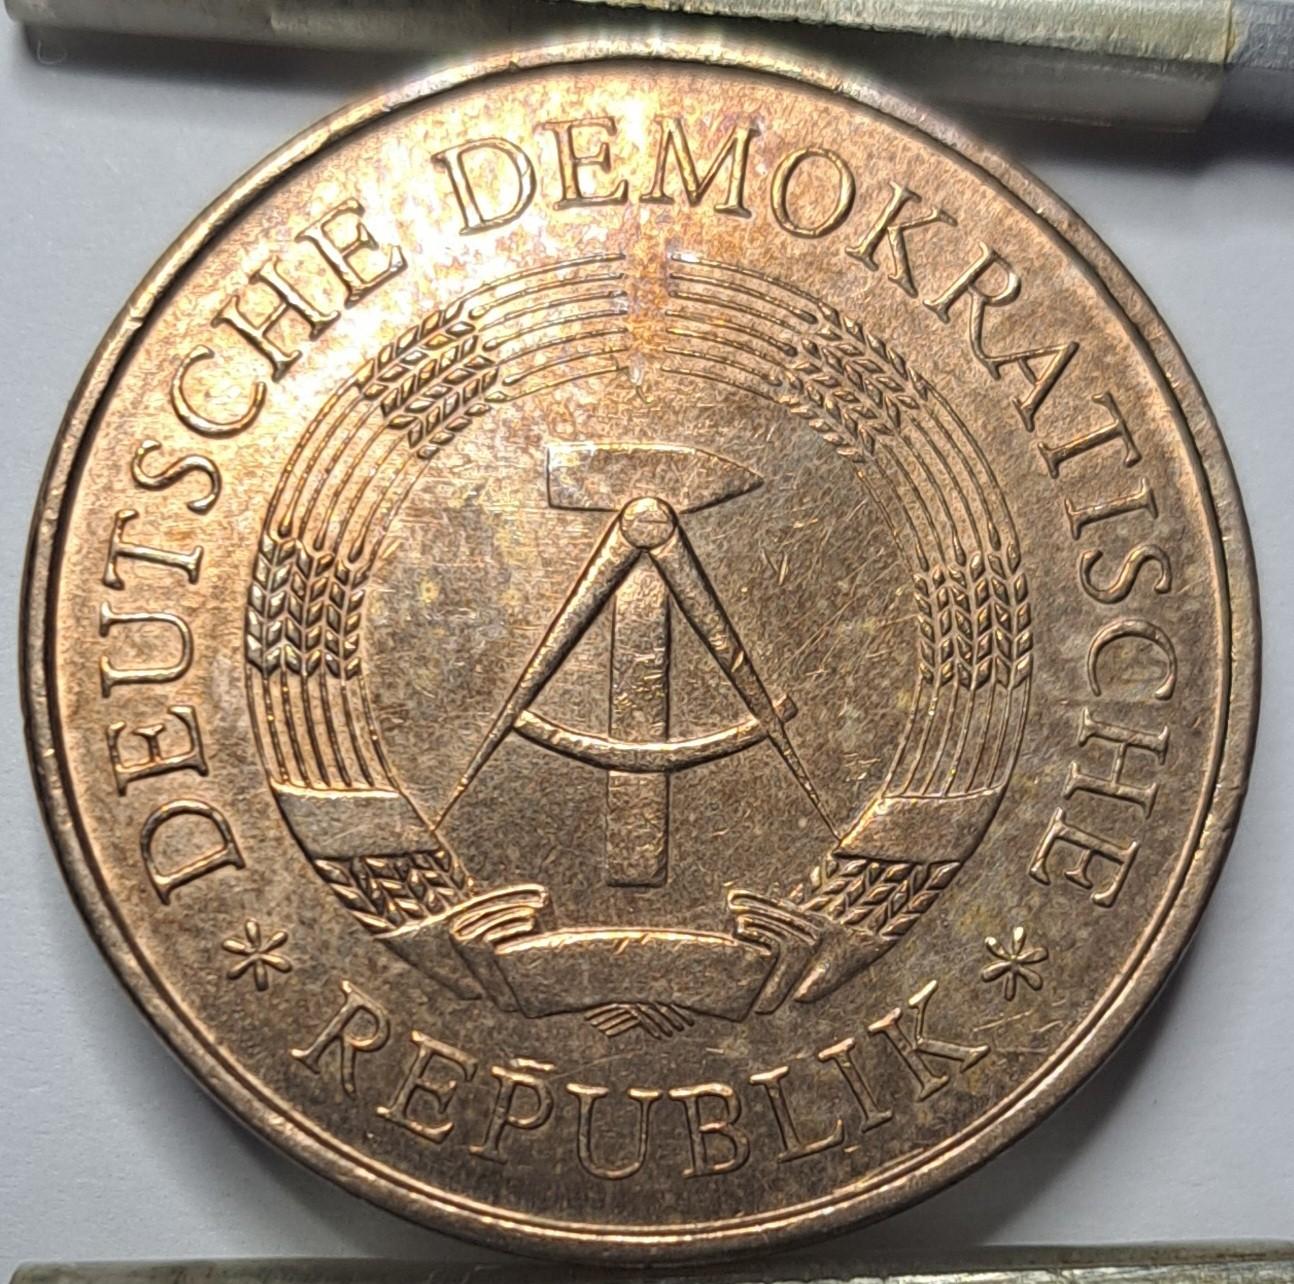 DEUTSCHE DEMOKRATISCHE
* REPUBLIK *